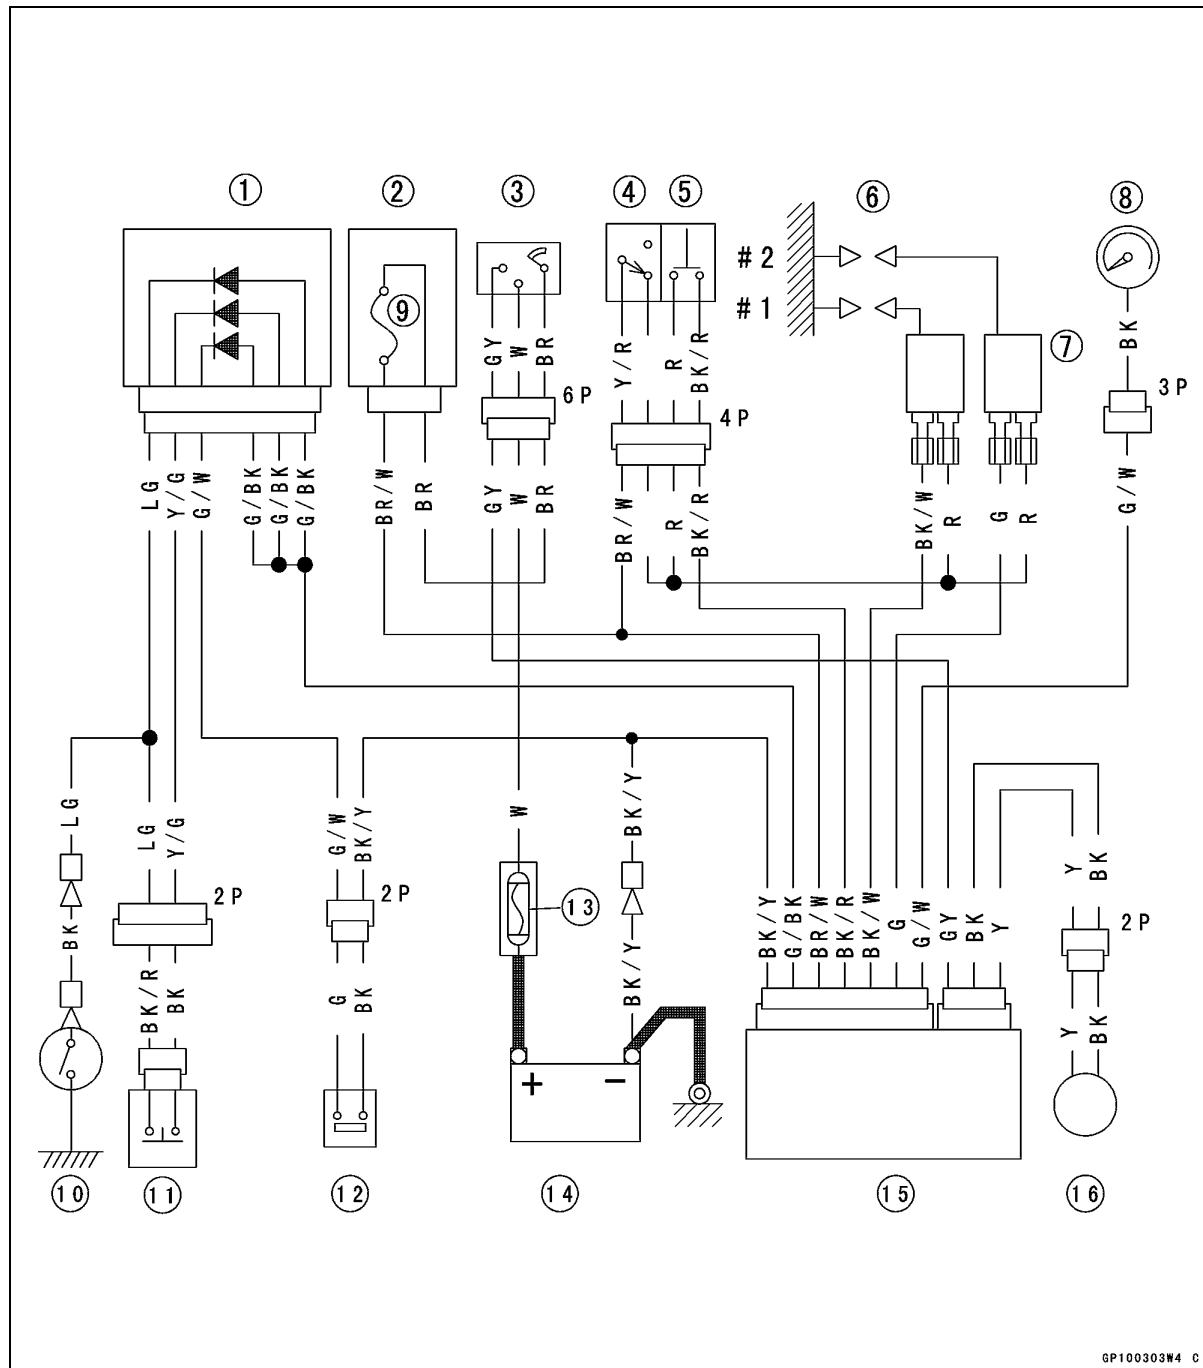 ① ② ③ ④ ⑤ ⑥ ⑧
# 2
# 1
⑨
⑦
GY W BR
Y/R R BK/R
BK
6P
4P
3P
LG Y/G G/W G/BK G/BK G/BK
BR/W BR
GY W BR
BR/W R BK/R
BK/W R G R
G/W
LG
LG Y/G
G/W BK/Y
W
BK/Y
Y BK
2P
2P
⑬
BK/Y G/BK BR/W BK/R BK/W G G/W GY BK Y
2P
BK
BK/R BK
G BK
BK/Y
Y BK
+ −
⑩ ⑪ ⑫ ⑭ ⑮ ⑯
GP100303W4 C